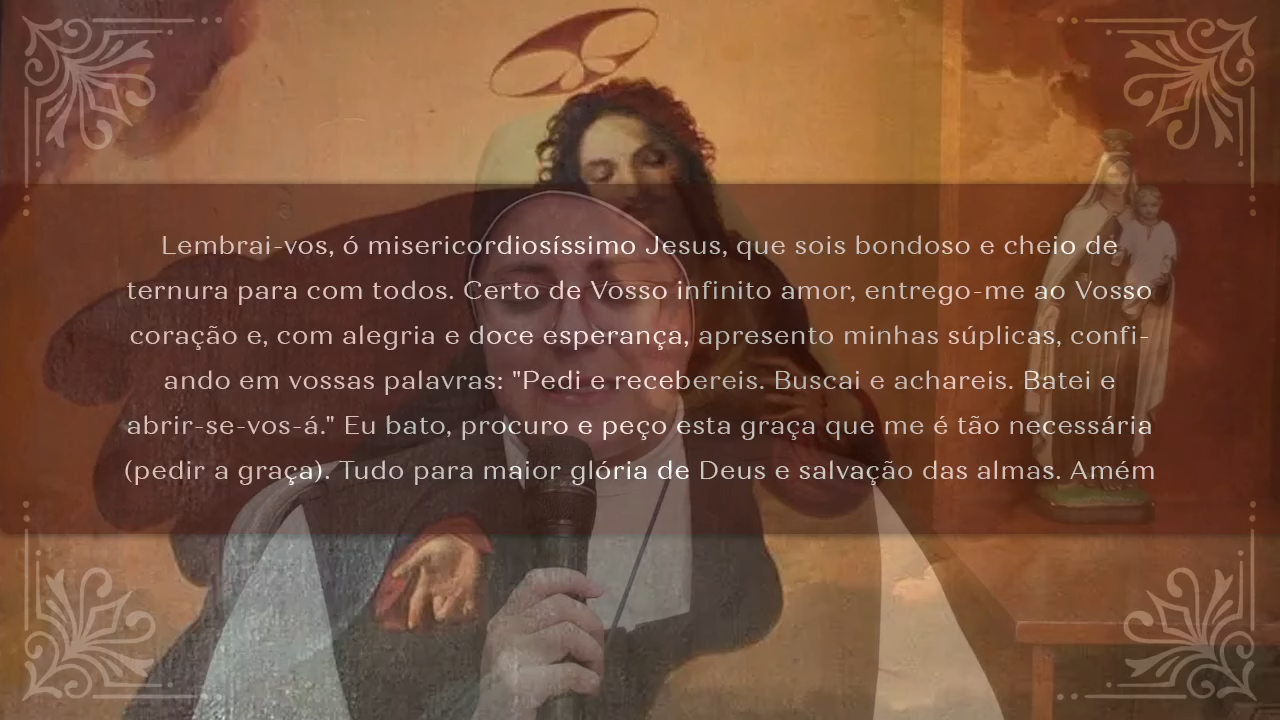 Lembrai-vos, ó misericordiosíssimo Jesus, que sois bondoso e cheio de
ternura para com todos. Certo de Vosso infinito amor, entrego-me ao Vosso
coração e, com alegria e doce esperança, apresento minhas súplicas, confi-
ando em vossas palavras: "Pedi e recebereis. Buscai e achareis. Batei e
abrir-se-vos-á." Eu bato, procuro e peço esta graça que me é tão necessária
(pedir a graça). Tudo para maior glória de Deus e salvação das almas. Amém